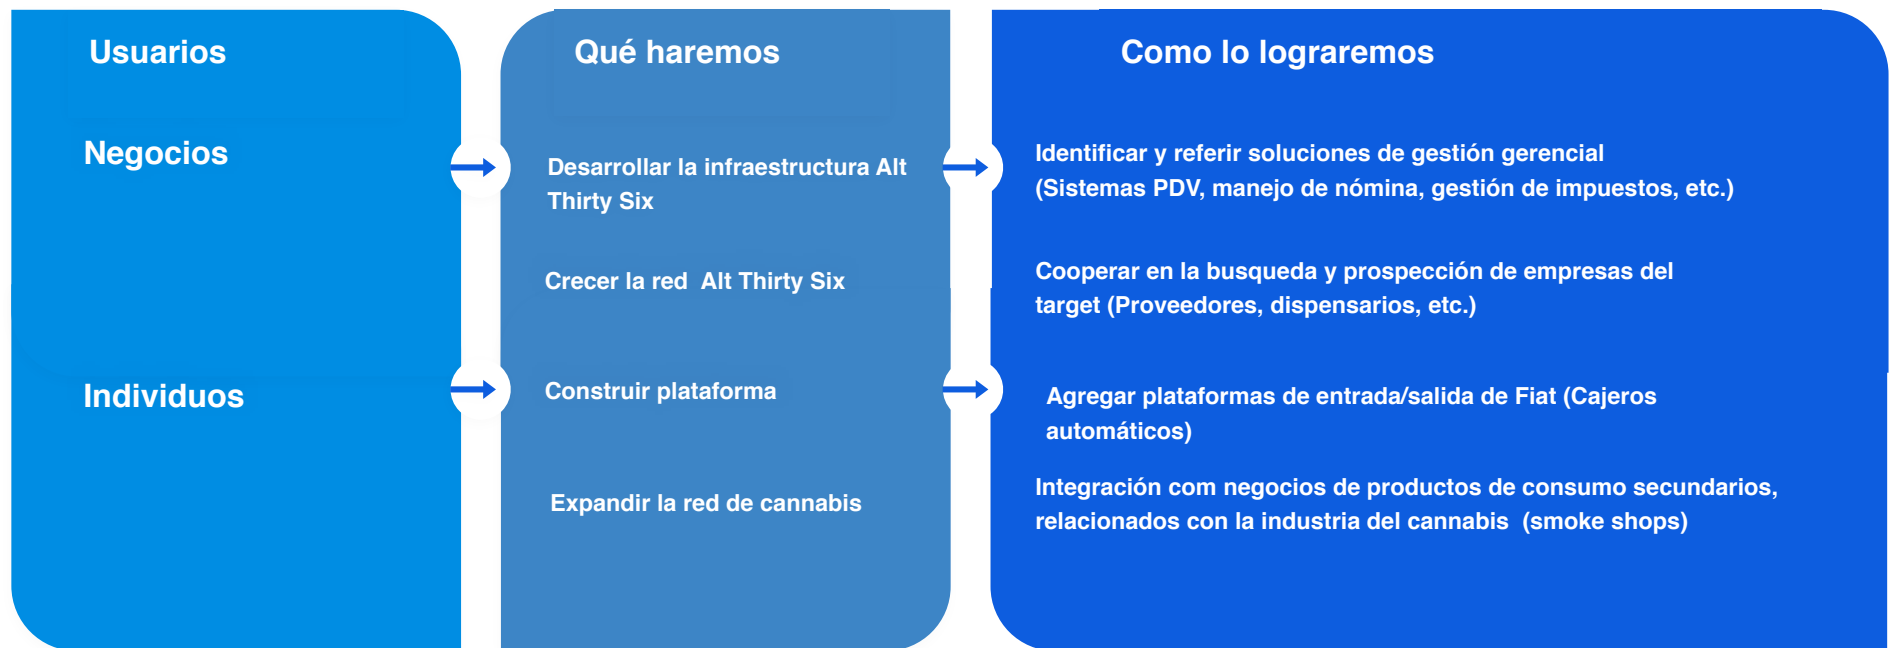 Usuarios
Qué haremos
Como lo lograremos
Negocios
Desarrollar la infraestructura Alt
Thirty Six
Identificar y referir soluciones de gestión gerencial
(Sistemas PDV, manejo de nómina, gestión de impuestos, etc.)
Crecer la red  Alt Thirty Six
Cooperar en la busqueda y prospección de empresas del
target (Proveedores, dispensarios, etc.)
Individuos
Construir plataforma
Agregar plataformas de entrada/salida de Fiat (Cajeros
automáticos)
Expandir la red de cannabis
Integración com negocios de productos de consumo secundarios,
relacionados con la industria del cannabis  (smoke shops)